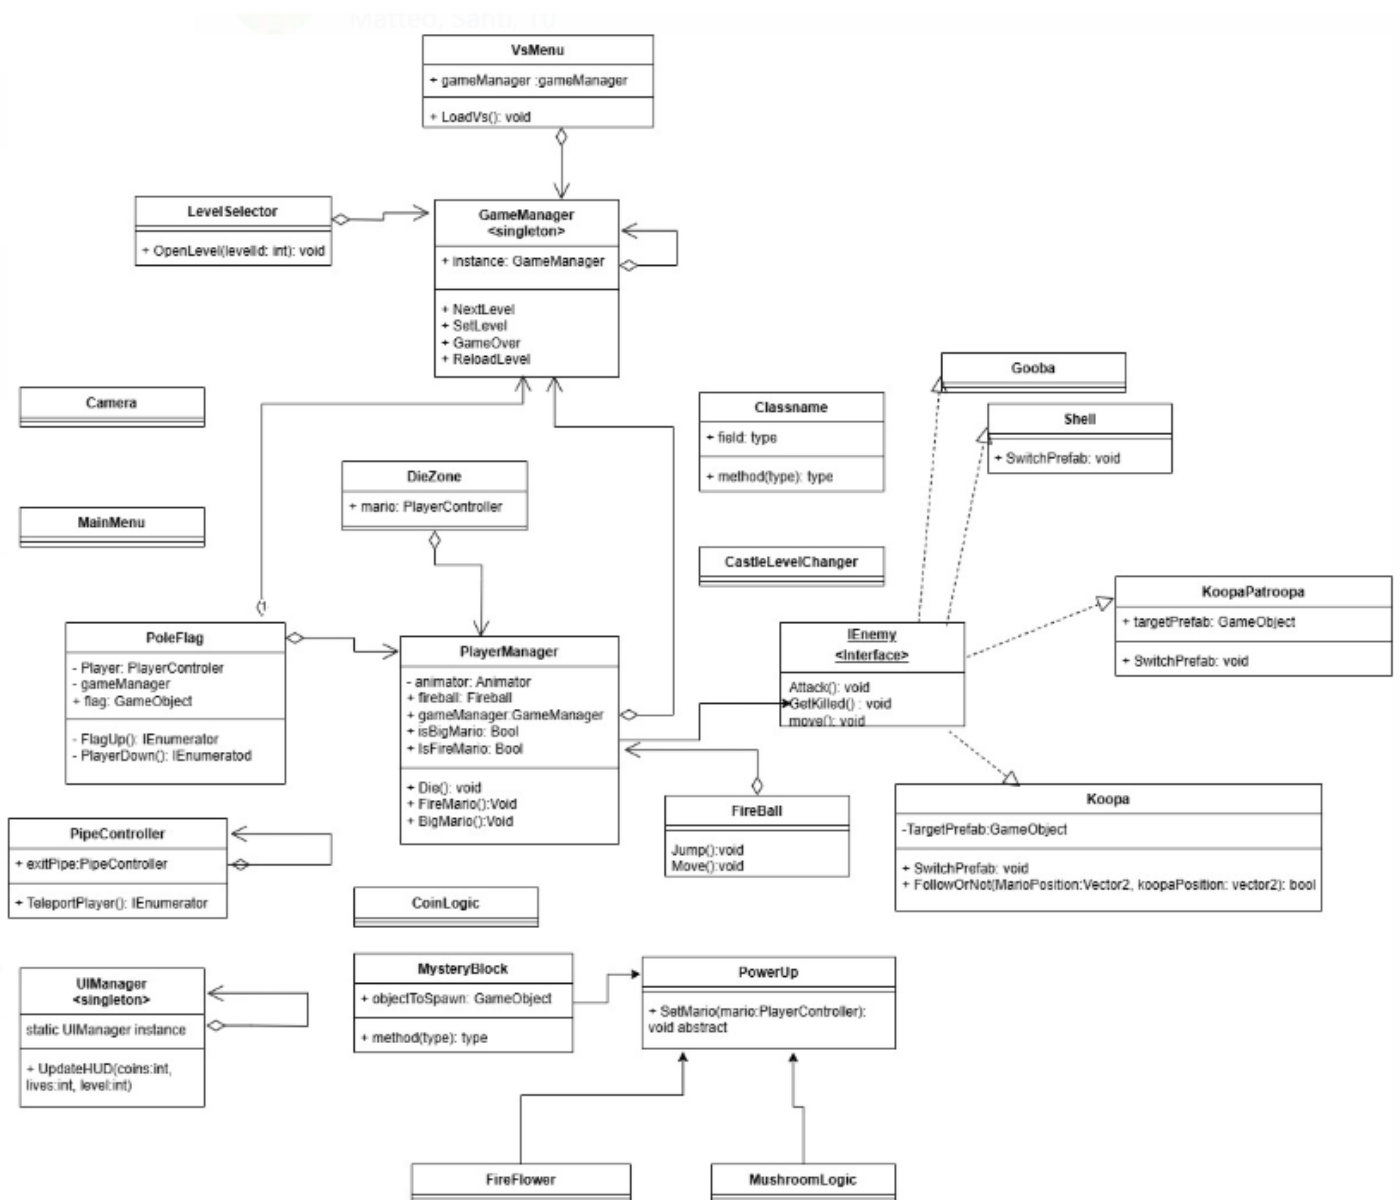 VsMenu
+ gameManager :gameManager
+ LoadVs(): void
LevelSelector
+ OpenLevel(levelId: int): void
GameManager
<singleton>
+ instance: GameManager
+ NextLevel
+ SetLevel
+ GameOver
+ ReloadLevel
Camera
MainMenu
DieZone
+ mario: PlayerController
Classname
+ field: type
+ method(type): type
CastleLevelChanger
Gooba
Shell
+ SwitchPrefab: void
KoopaPatroopa
+ targetPrefab: GameObject
+ SwitchPrefab: void
IEnemy
<Interface>
Attack(): void
GetKilled() : void
move(): void
PoleFlag
- Player: PlayerControler
- gameManager
+ flag: GameObject
- FlagUp(): IEnumerator
- PlayerDown(): IEnumeratod
PlayerManager
- animator: Animator
+ fireball: Fireball
+ gameManager:GameManager
+ isBigMario: Bool
+ IsFireMario: Bool
+ Die(): void
+ FireMario():Void
+ BigMario():Void
FireBall
Jump():void
Move():void
Koopa
-TargetPrefab:GameObject
+ SwitchPrefab: void
+ FollowOrNot(MarioPosition:Vector2, koopaPosition: vector2): bool
PipeController
+ exitPipe:PipeController
+ TeleportPlayer(): IEnumerator
CoinLogic
UIManager
<singleton>
static UIManager instance
+ UpdateHUD(coins:int,
lives:int, level:int)
MysteryBlock
+ objectToSpawn: GameObject
+ method(type): type
PowerUp
+ SetMario(mario:PlayerController):
void abstract
FireFlower
MushroomLogic